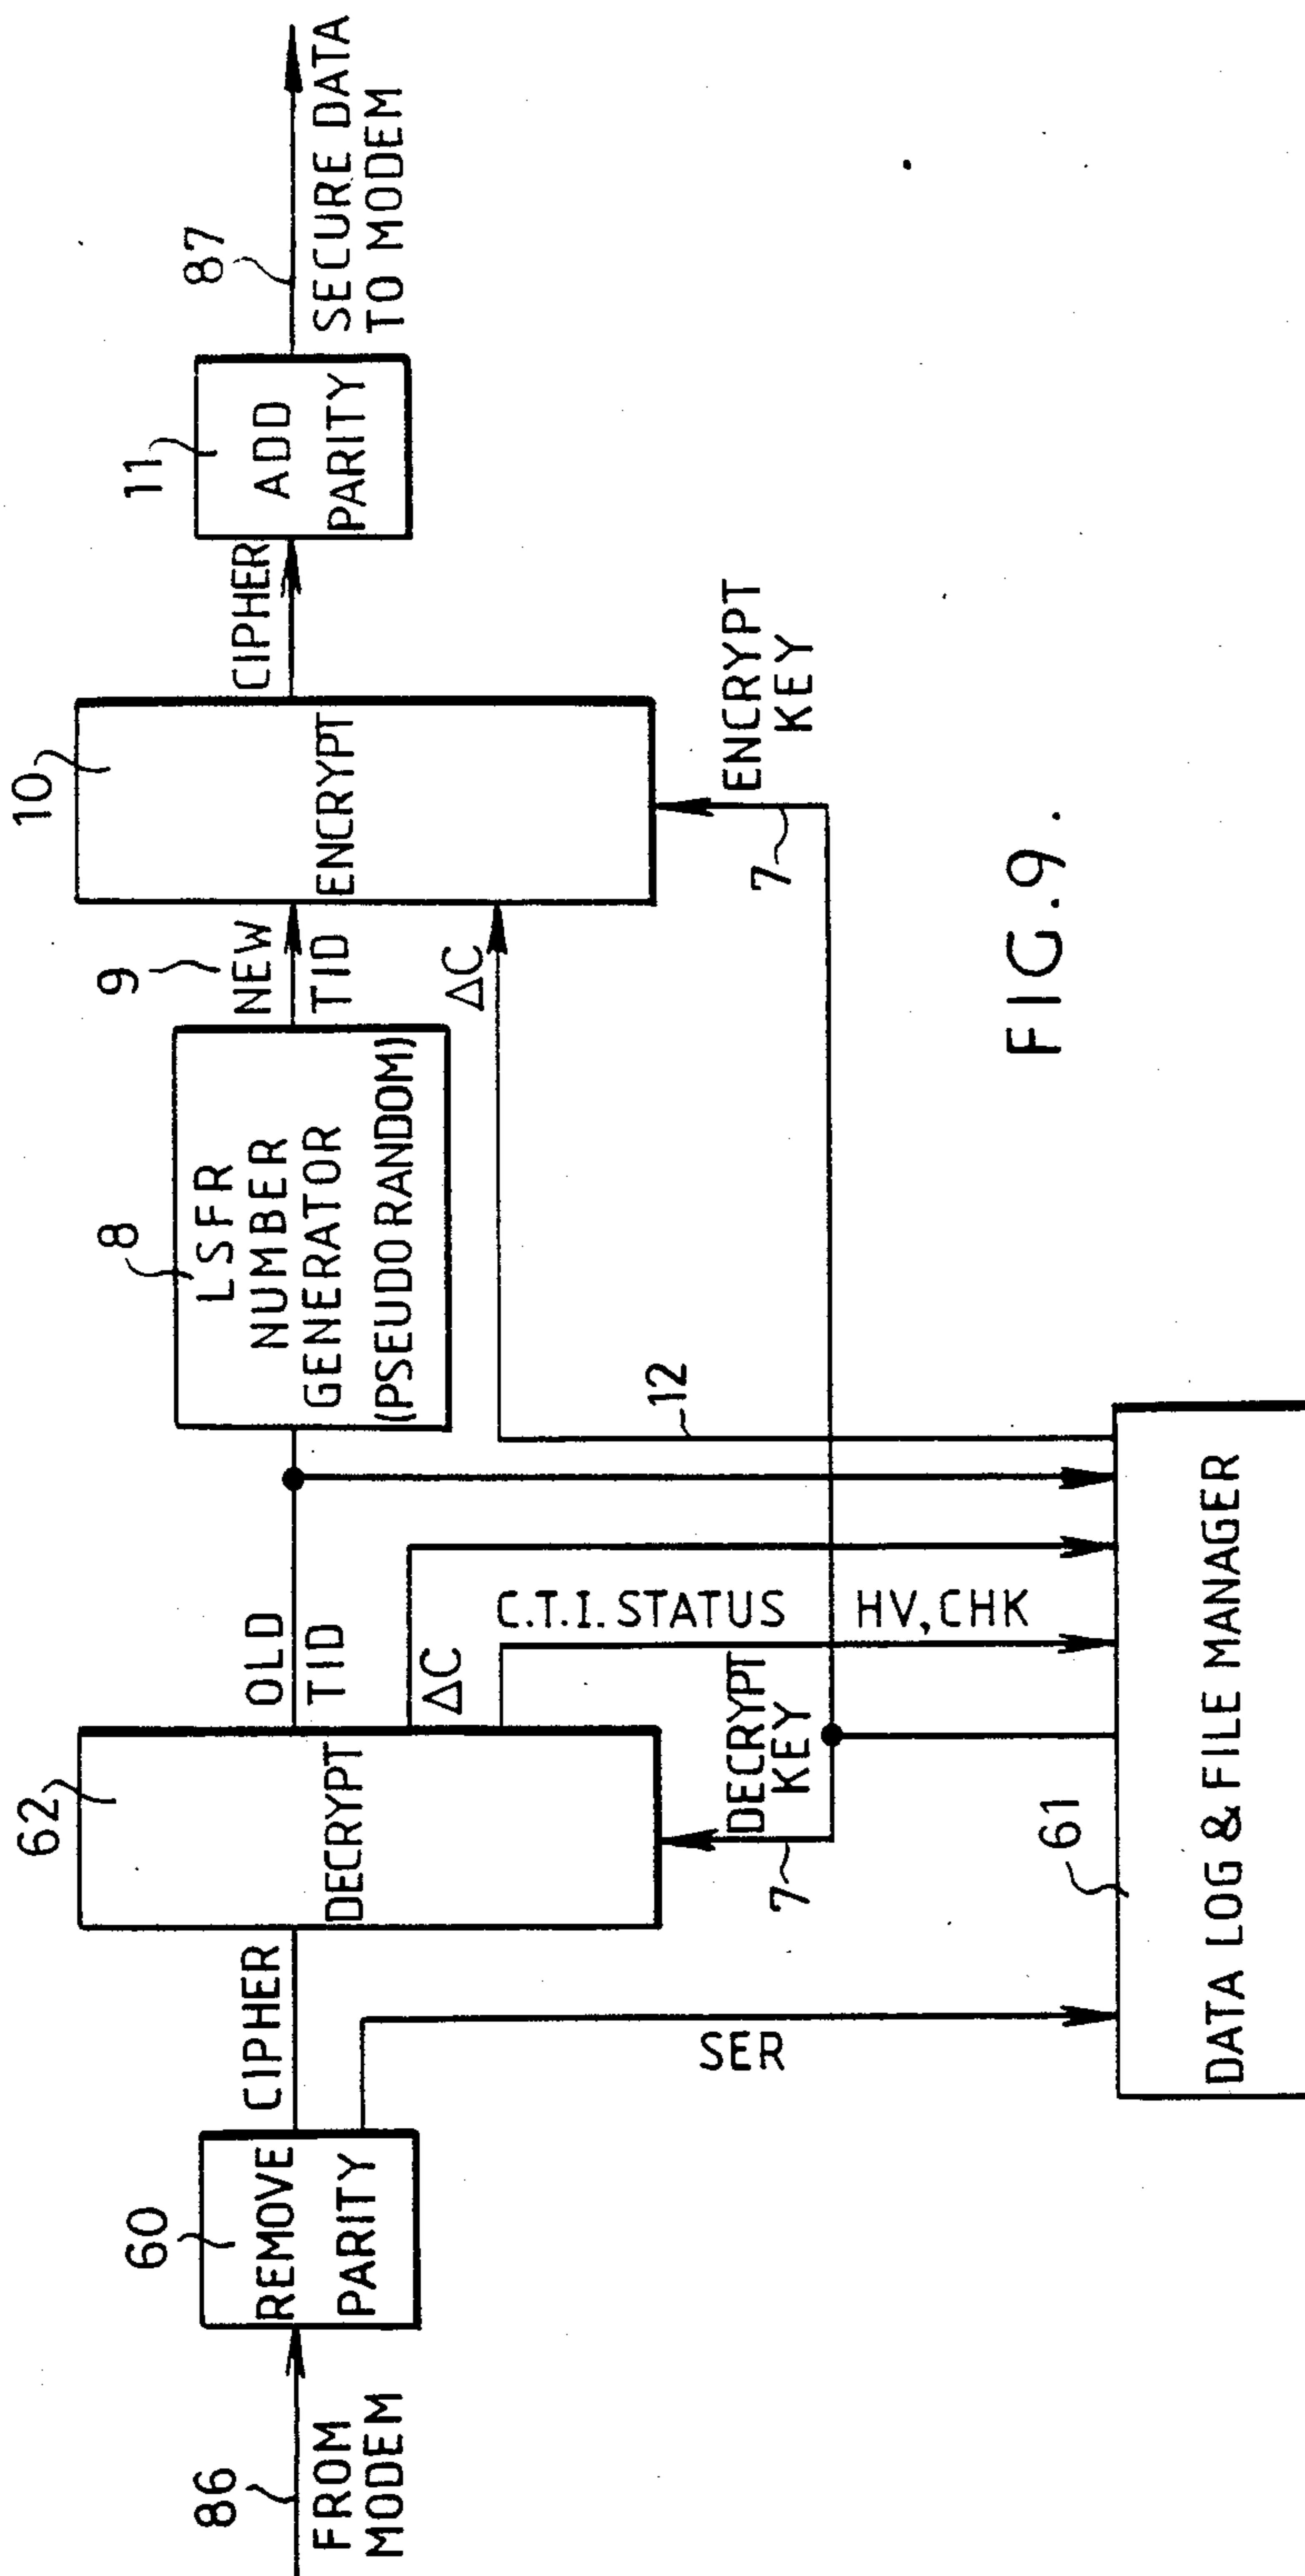 86
FROM
MODEM
60
REMOVE
PARITY
CIPHER
SER
62
DECRYPT
OLD
TID
ΔC
C.T.I. STATUS HV, CHK
DECRYPT
KEY
7
61
DATA LOG & FILE MANAGER
8
LSFR
NUMBER
GENERATOR
(PSEUDO RANDOM)
12
9
NEW
TID
ΔC
10
ENCRYPT
ENCRYPT
KEY
7
CIPHER
11
ADD
PARITY
87
SECURE DATA
TO MODEM
FIG.9.